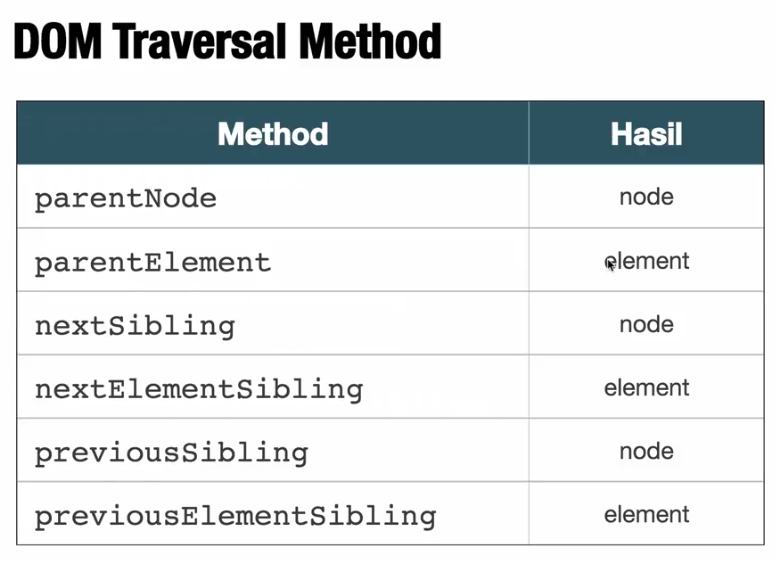 DOM Traversal Method
Method Hasil
parentNode node
parentElement element
nextSibling node
nextElementSibling element
previousSibling node
previousElementSibling element